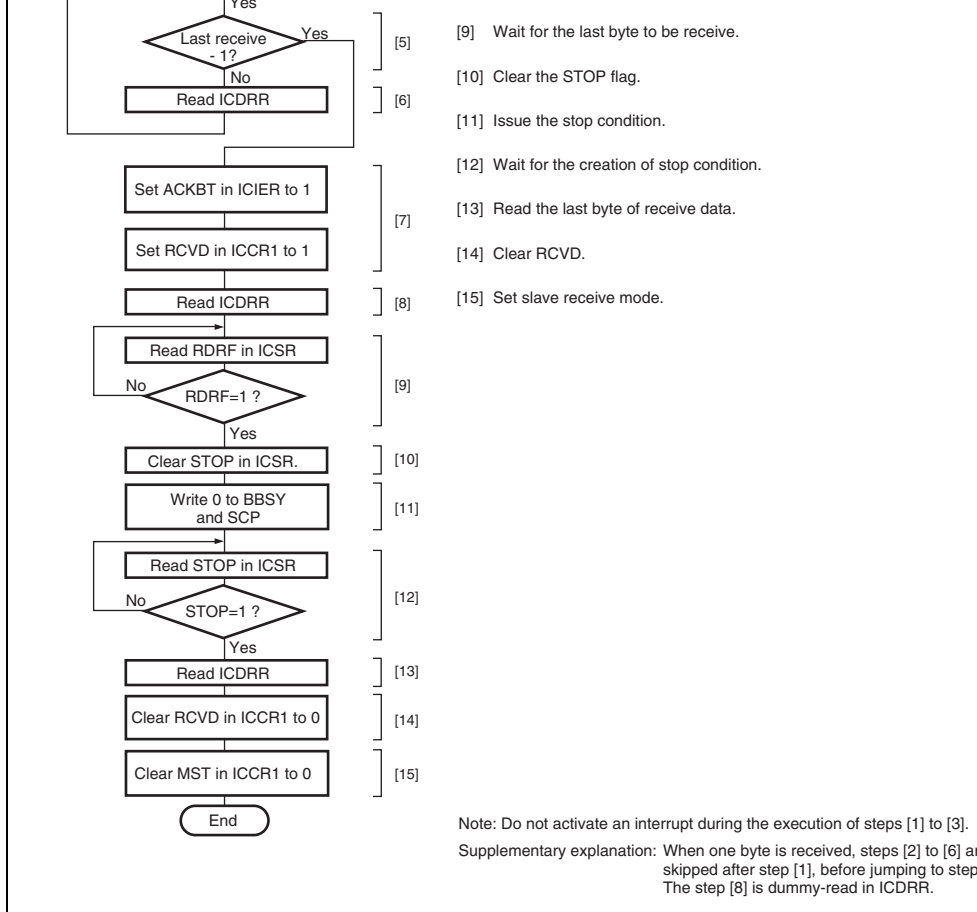 Yes
Last receive
- 1?
Yes
[5]
No
Read ICDRR
[6]
Set ACKBT in ICIER to 1
Set RCVD in ICCR1 to 1
[7]
Read ICDRR
[8]
Read RDRF in ICSR
No
RDRF=1 ?
[9]
Yes
Clear STOP in ICSR.
[10]
Write 0 to BBSY
and SCP
[11]
Read STOP in ICSR
No
STOP=1 ?
[12]
Yes
Read ICDRR
[13]
Clear RCVD in ICCR1 to 0
[14]
Clear MST in ICCR1 to 0
[15]
End
[9] Wait for the last byte to be receive.
[10] Clear the STOP flag.
[11] Issue the stop condition.
[12] Wait for the creation of stop condition.
[13] Read the last byte of receive data.
[14] Clear RCVD.
[15] Set slave receive mode.
Note: Do not activate an interrupt during the execution of steps [1] to [3].
Supplementary explanation: When one byte is received, steps [2] to [6] ar
skipped after step [1], before jumping to step
The step [8] is dummy-read in ICDRR.